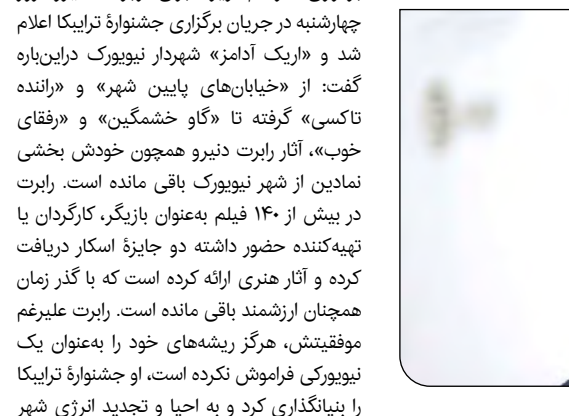 چهارشنبه در جریان برگزاری جشنوارهٔ ترایبکا اعلام
شد و «اریک آدامز» شهردار نیویورک دراین‌باره
گفت: از «خیابان‌های پایین شهر» و «راننده
تاکسی» گرفته تا «گاو خشمگین» و «رفقای
خوب»، آثار رابرت دنیرو همچون خودش بخشی
نمادین از شهر نیویورک باقی مانده است. رابرت
در بیش از ۱۴۰ فیلم به‌عنوان بازیگر، کارگردان یا
تهیه‌کننده حضور داشته دو جایزهٔ اسکار دریافت
کرده و آثار هنری ارائه کرده است که با گذر زمان
همچنان ارزشمند باقی مانده است. رابرت علیرغم
موفقیتش، هرگز ریشه‌های خود را به‌عنوان یک
نیویورکی فراموش نکرده است، او جشنوارهٔ ترایبکا
را بنیانگذاری کرد و به احیا و تجدید انرژی شهر